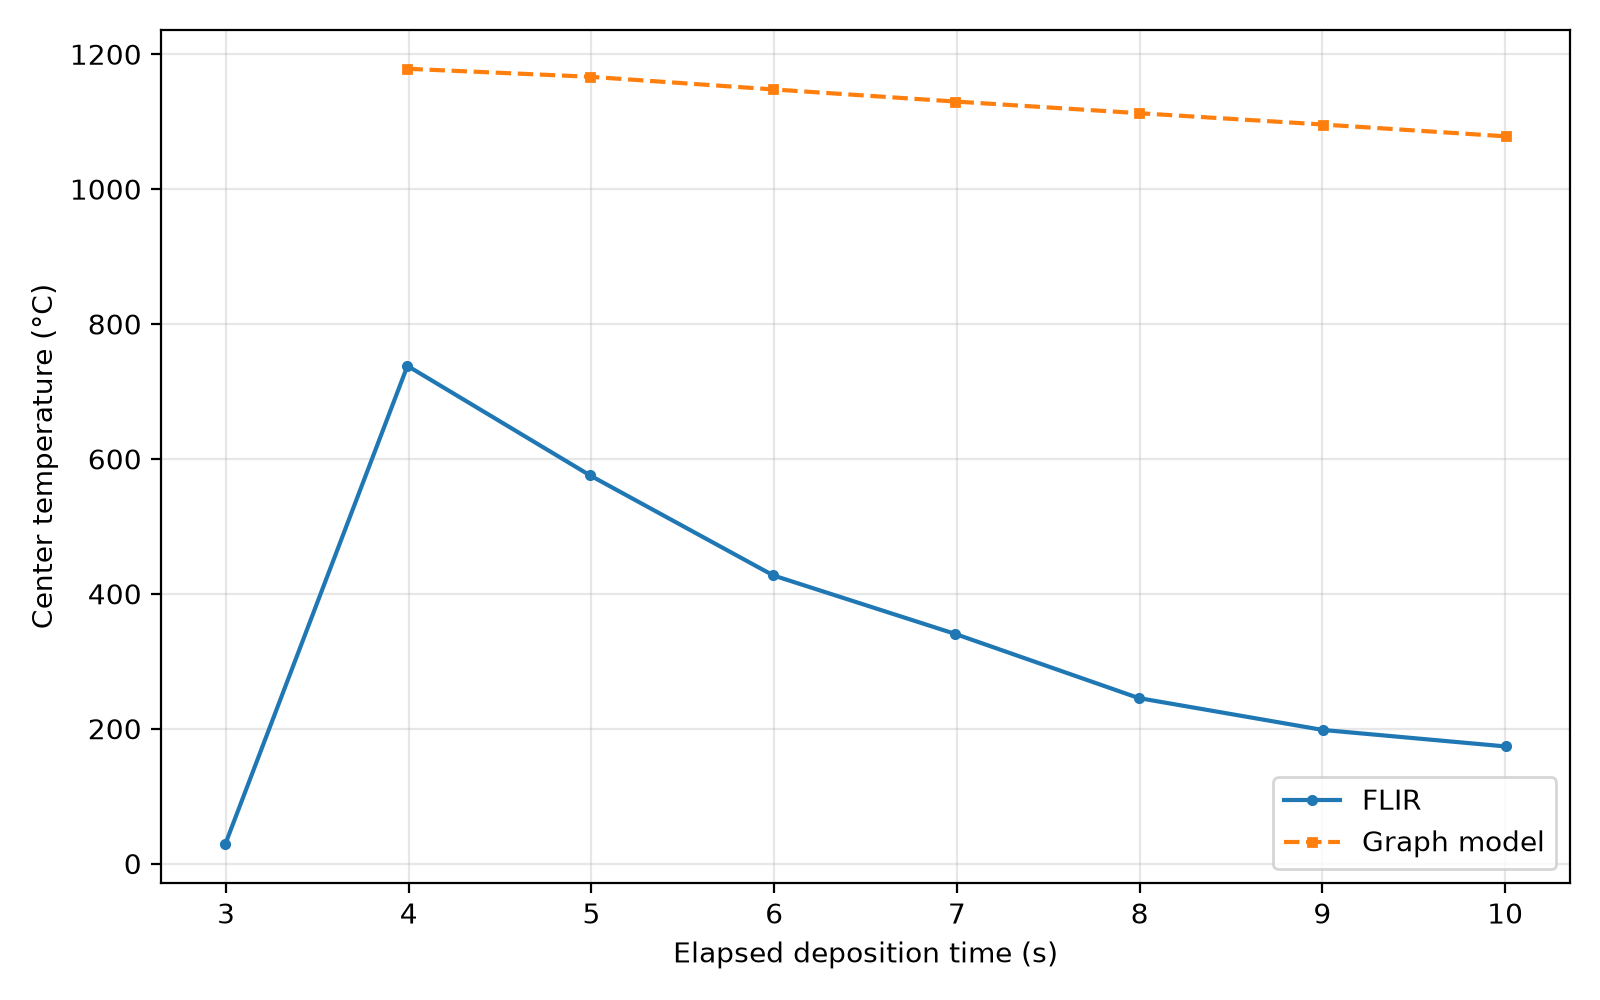 1200
1000
800
600
400
200
0
Center temperature (°C)
3 4 5 6 7 8 9 10
Elapsed deposition time (s)
FLIR
Graph model